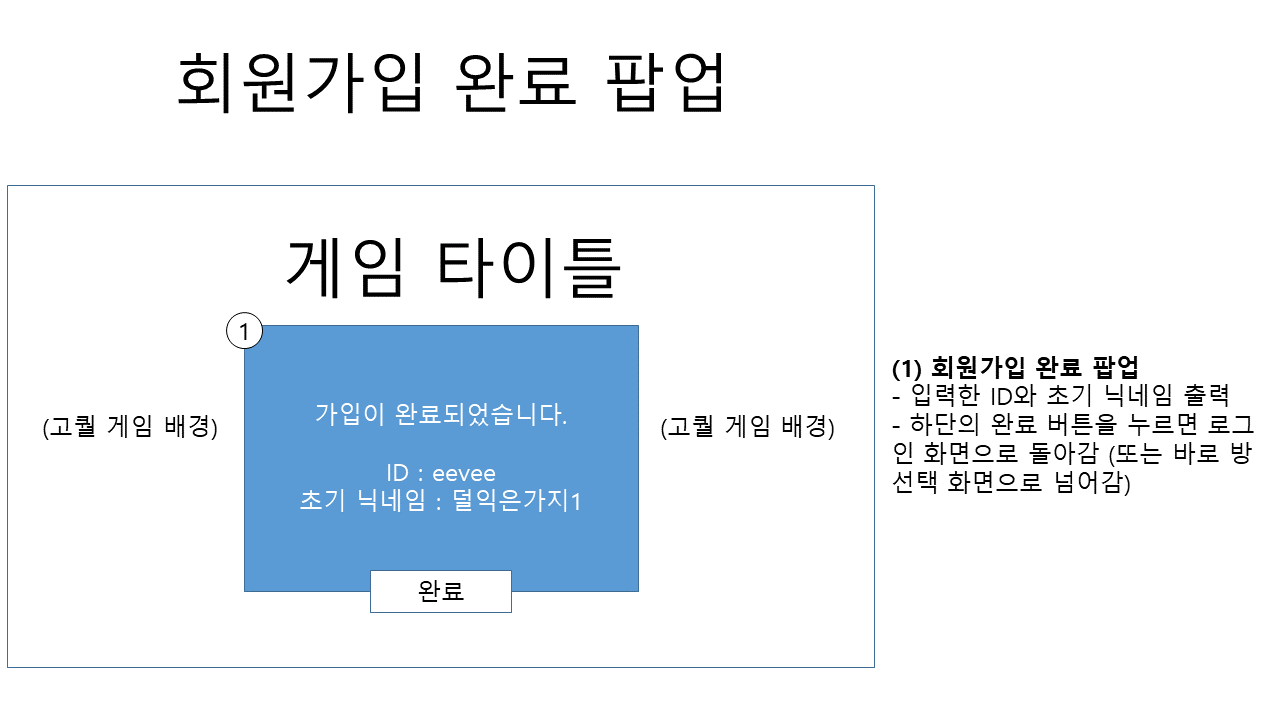 회원가입 완료 팝업
게임 타이틀
1
가입이 완료되었습니다.
(고퀄 게임 배경)
(고퀄 게임 배경)
ID : eevee
초기 닉네임 : 덜익은가지1
완료
(1) 회원가입 완료 팝업
- 입력한 ID와 초기 닉네임 출력
- 하단의 완료 버튼을 누르면 로그
인 화면으로 돌아감 (또는 바로 방
선택 화면으로 넘어감)